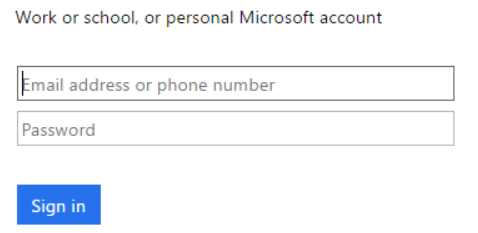 Work or school, or personal Microsoft account
Email address or phone number
Password
Sign in